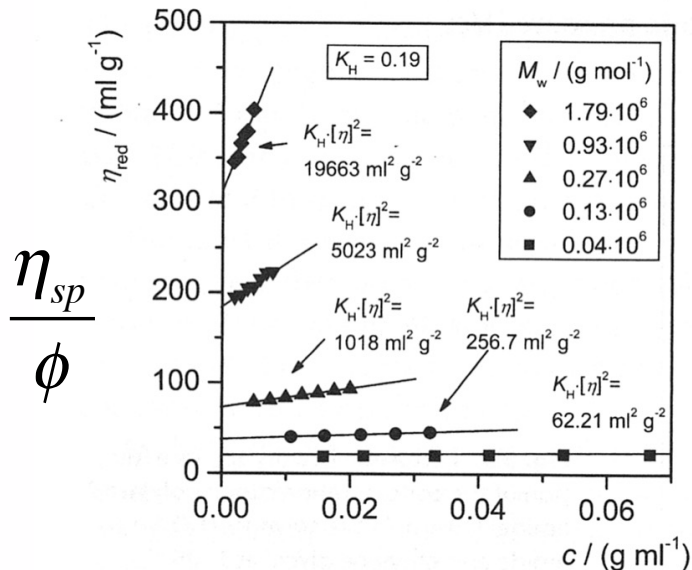 η_sp
ϕ
η_red / (ml g⁻¹)
500
400
300
200
100
0
K_H = 0.19
K_H·[η]²=
19663 ml² g⁻²
K_H·[η]²=
5023 ml² g⁻²
K_H·[η]²=
1018 ml² g⁻²
K_H·[η]²=
256.7 ml² g⁻²
K_H·[η]²=
62.21 ml² g⁻²
M_w / (g mol⁻¹)
1.79·10⁶
0.93·10⁶
0.27·10⁶
0.13·10⁶
0.04·10⁶
0.00 0.02 0.04 0.06
c / (g ml⁻¹)